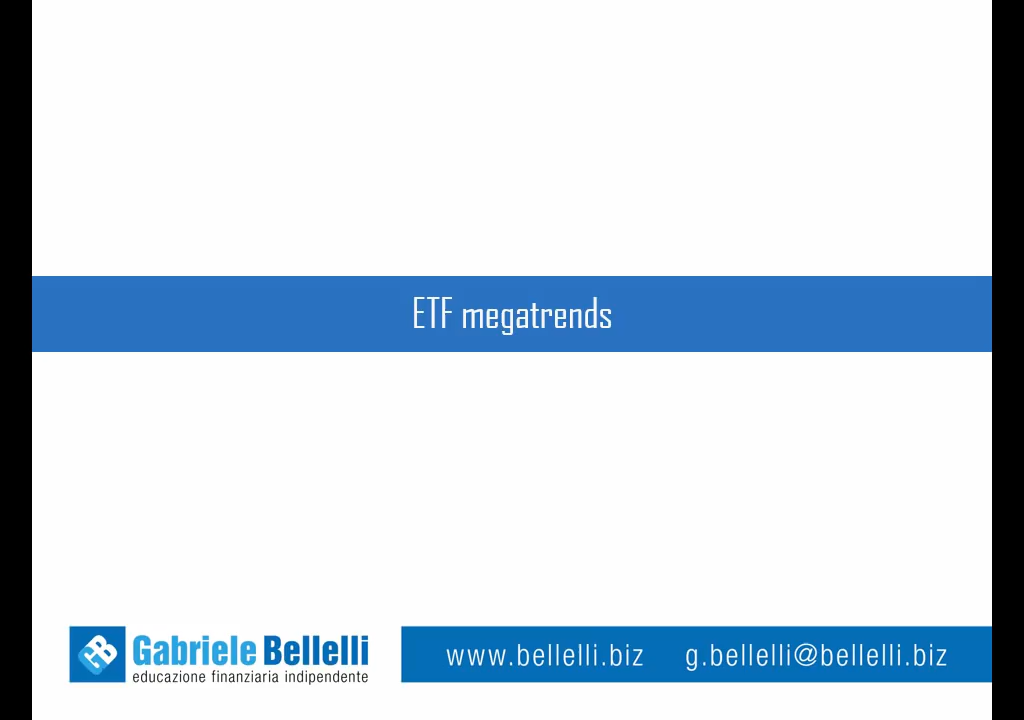 ETF megatrends
Gabriele Bellelli
educazione finanziaria indipendente
www.bellelli.biz g.bellelli@bellelli.biz